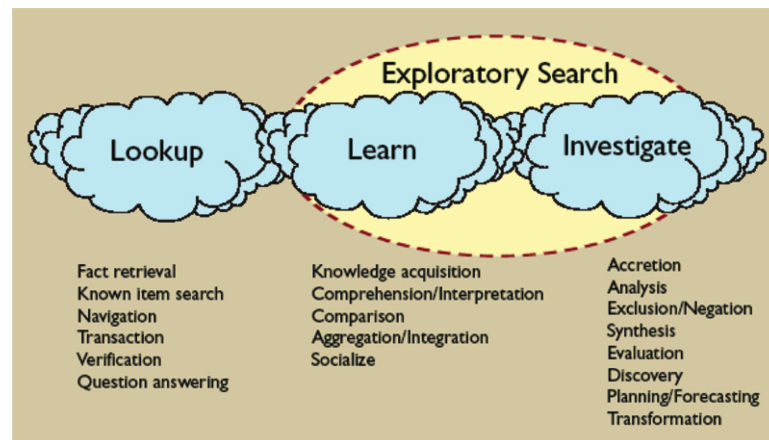 Exploratory Search
Lookup
Learn
Investigate
Fact retrieval
Known item search
Navigation
Transaction
Verification
Question answering
Knowledge acquisition
Comprehension/Interpretation
Comparison
Aggregation/Integration
Socialize
Accretion
Analysis
Exclusion/Negation
Synthesis
Evaluation
Discovery
Planning/Forecasting
Transformation